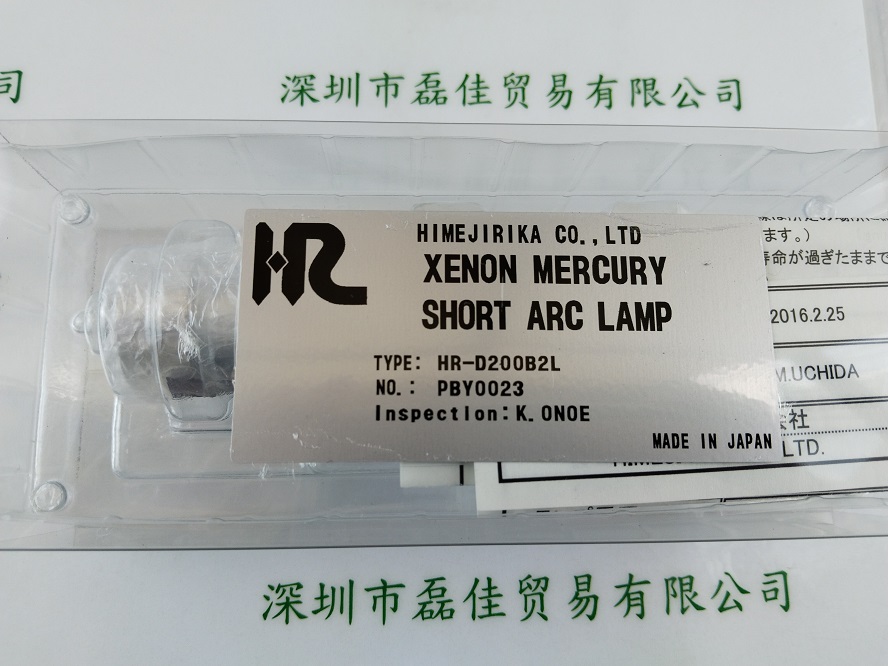 司
深圳市磊佳贸易有限公司
HR
HIMEJIRIKA CO.,LTD
XENON MERCURY
SHORT ARC LAMP
TYPE: HR-D200B2L
NO.: PBY0023
Inspection:K.ONOE
MADE IN JAPAN
ます。)
寿命が過ぎたままで
2016.2.25
M.UCHIDA
会社
LTD.
深圳市磊佳贸易有限公司